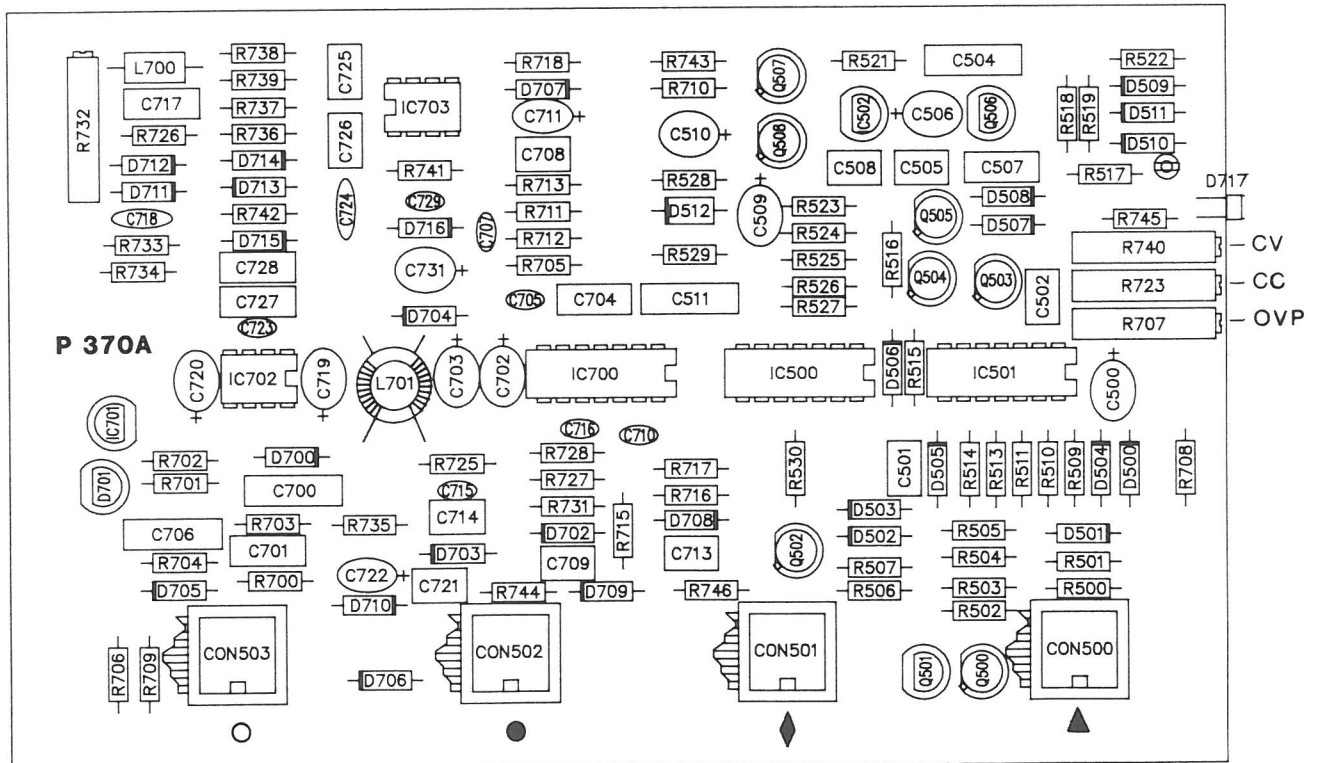 R738 R718 R743 R521 C504 R522
L700 R739 C725 IC703 D707 R710 Q507 D509
C717 R737 C711 IC502 C506 Q506 R518 R519 D511
R732 R726 R736 C726 C708 C510 Q508 D510
D712 D714 R741 C508 C505 C507 R517
D711 D713 C724 C729 R713 R528 C509 R523 D508 D717
C718 R742 D716 C707 R711 D512 R524 Q505 D507 R745
R733 D715 R712 R529 R525 R516 R740 CV
R734 C728 C731 R705 R526 Q504 Q503 C502 R723 CC
C727 C705 C704 C511 R527 R707 OVP
C723 D704
P 370A
C720 IC702 C719 L701 C703 C702 IC700 IC500 D506 R515 IC501 C500
IC701 C716 C710
R702 D700 R725 R728 R717 R530 C501 D505 R514 R513 R511 R510 R509 D504 D500 R708
D701 R701 C700 C715 R727 R716 D503
C706 R703 R735 C714 R731 R715 D708 D502 R505 D501
R704 C701 D703 D702 C713 Q502 R507 R504 R501
D705 R700 C722 C721 C709 R506 R503 R500
D710 R744 D709 R746 R502
R706 R709 CON503 D706 CON502 CON501 Q501 Q500 CON500